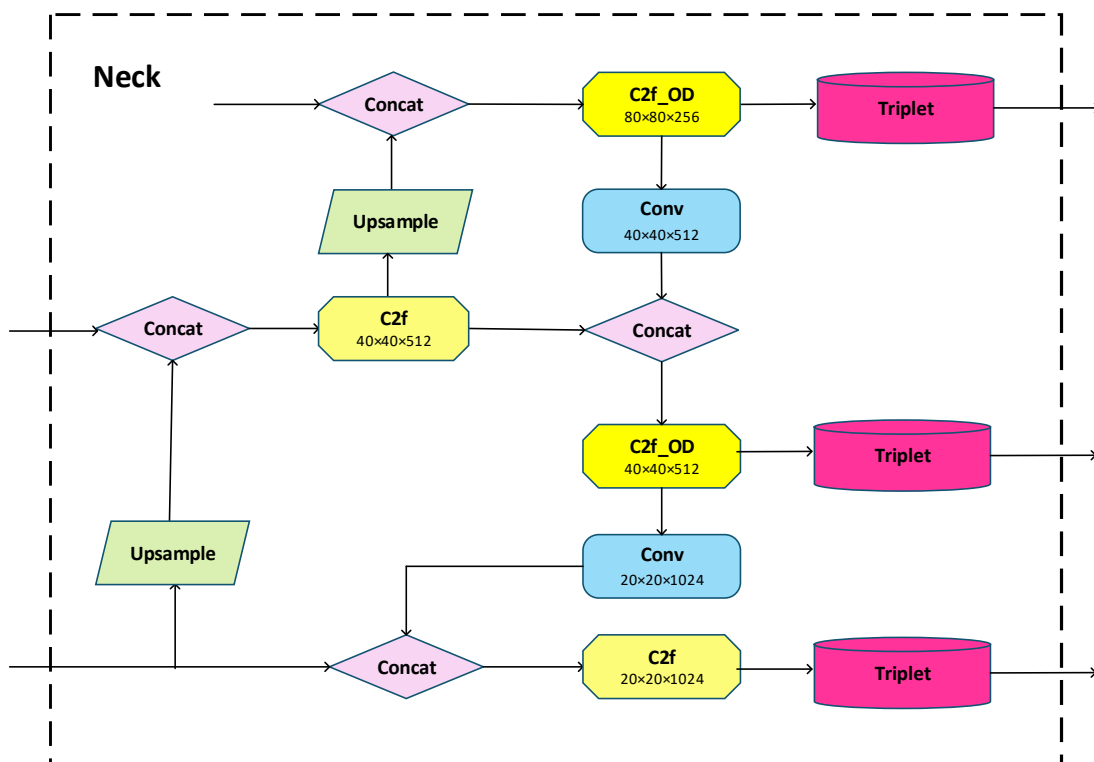 Neck
Concat
C2f_OD
80×80×256
Triplet
Upsample
Conv
40×40×512
Concat
C2f
40×40×512
Concat
C2f_OD
40×40×512
Triplet
Upsample
Conv
20×20×1024
Concat
C2f
20×20×1024
Triplet